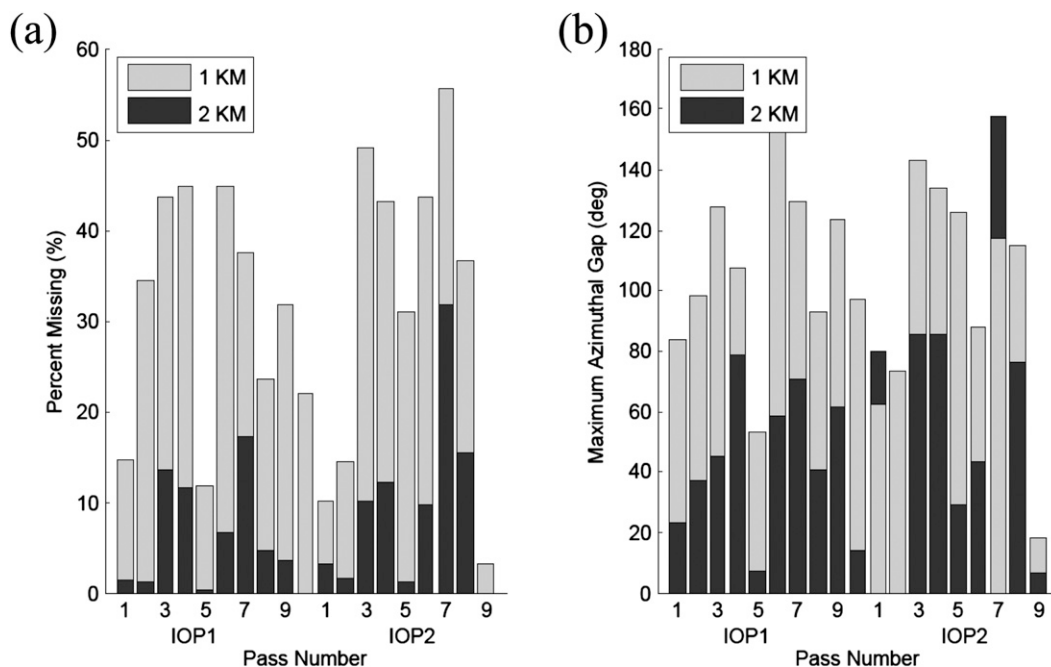 (a)
60
50
40
30
20
10
0
Percent Missing (%)
1 KM
2 KM
1 3 5 7 9 1 3 5 7 9
IOP1 IOP2
Pass Number
(b)
180
160
140
120
100
80
60
40
20
0
Maximum Azimuthal Gap (deg)
1 KM
2 KM
1 3 5 7 9 1 3 5 7 9
IOP1 IOP2
Pass Number